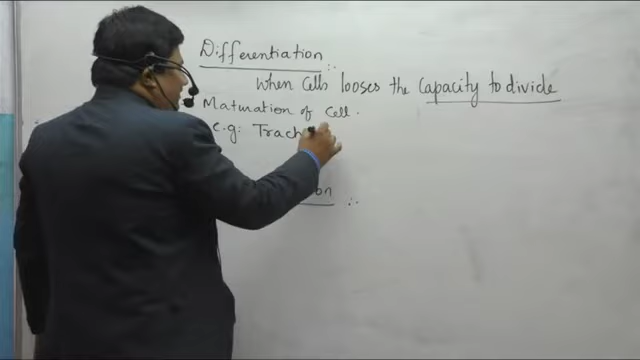 Differentiation :-
When Cells looses the Capacity to divide
Maturation of Cell.
e.g: Trach